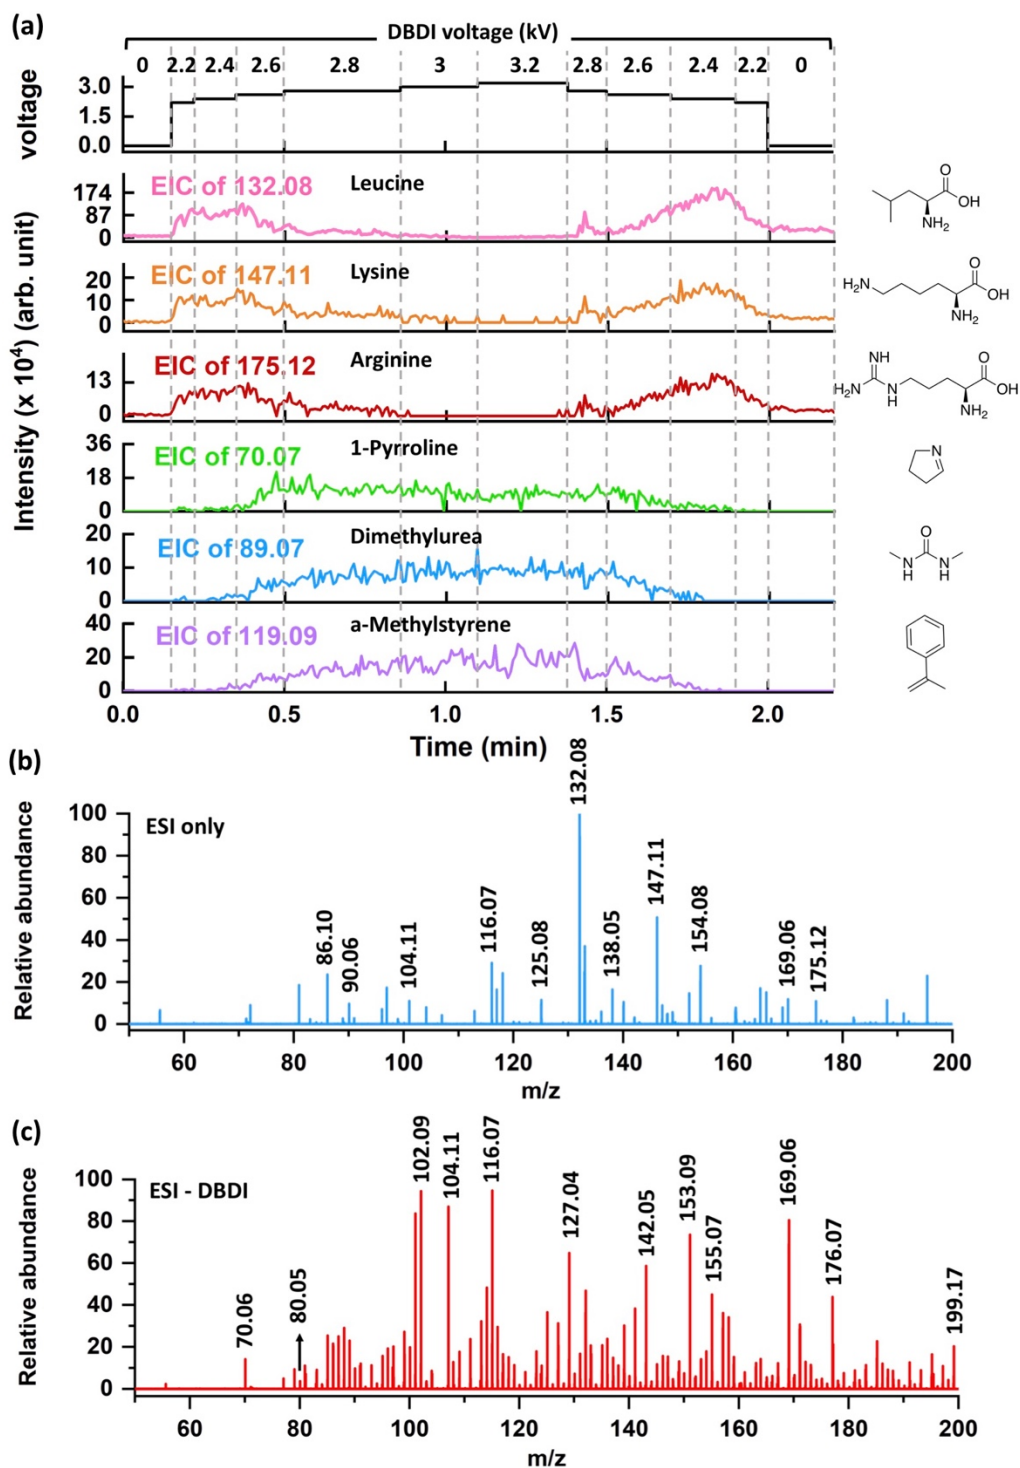 (a)
DBDI voltage (kV)
0 2.2 2.4 2.6 2.8 3 3.2 2.8 2.6 2.4 2.2 0
voltage
3.0
1.5
0.0
Intensity (x 10⁴) (arb. unit)
EIC of 132.08 Leucine
174
87
0
O
OH
NH₂
EIC of 147.11 Lysine
20
10
0
H₂N
O
OH
NH₂
EIC of 175.12 Arginine
13
0
NH
H₂N
N
H
O
OH
NH₂
EIC of 70.07 1-Pyrroline
36
18
0
N
EIC of 89.07 Dimethylurea
20
10
0
O
N
H
N
H
EIC of 119.09 a-Methylstyrene
40
20
0
0.0 0.5 1.0 1.5 2.0
Time (min)
(b)
Relative abundance
ESI only
100
80
60
40
20
0
86.10
90.06
104.11
116.07
125.08
132.08
138.05
147.11
154.08
169.06
175.12
60 80 100 120 140 160 180 200
m/z
(c)
Relative abundance
ESI - DBDI
100
80
60
40
20
0
70.06
80.05
102.09
104.11
116.07
127.04
142.05
153.09
155.07
169.06
176.07
199.17
60 80 100 120 140 160 180 200
m/z